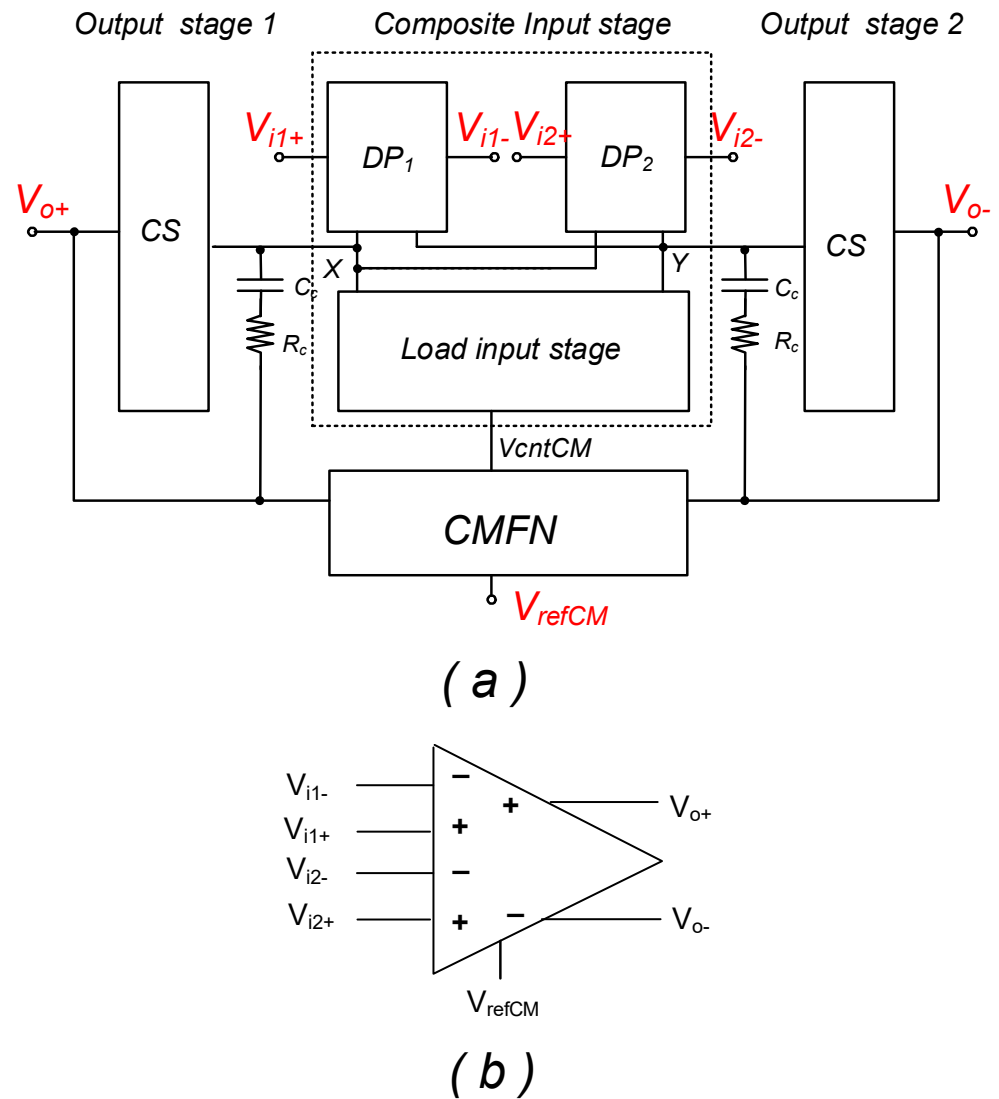 Output stage 1
Composite Input stage
Output stage 2
Vi1+
DP1
Vi1-
Vi2+
DP2
Vi2-
Vo+
CS
X
Y
CS
Vo-
Cc
Rc
Load input stage
Cc
Rc
VcntCM
CMFN
VrefCM
( a )
Vi1-
Vi1+
Vi2-
Vi2+
−
+
−
+
+
−
Vo+
Vo-
VrefCM
( b )